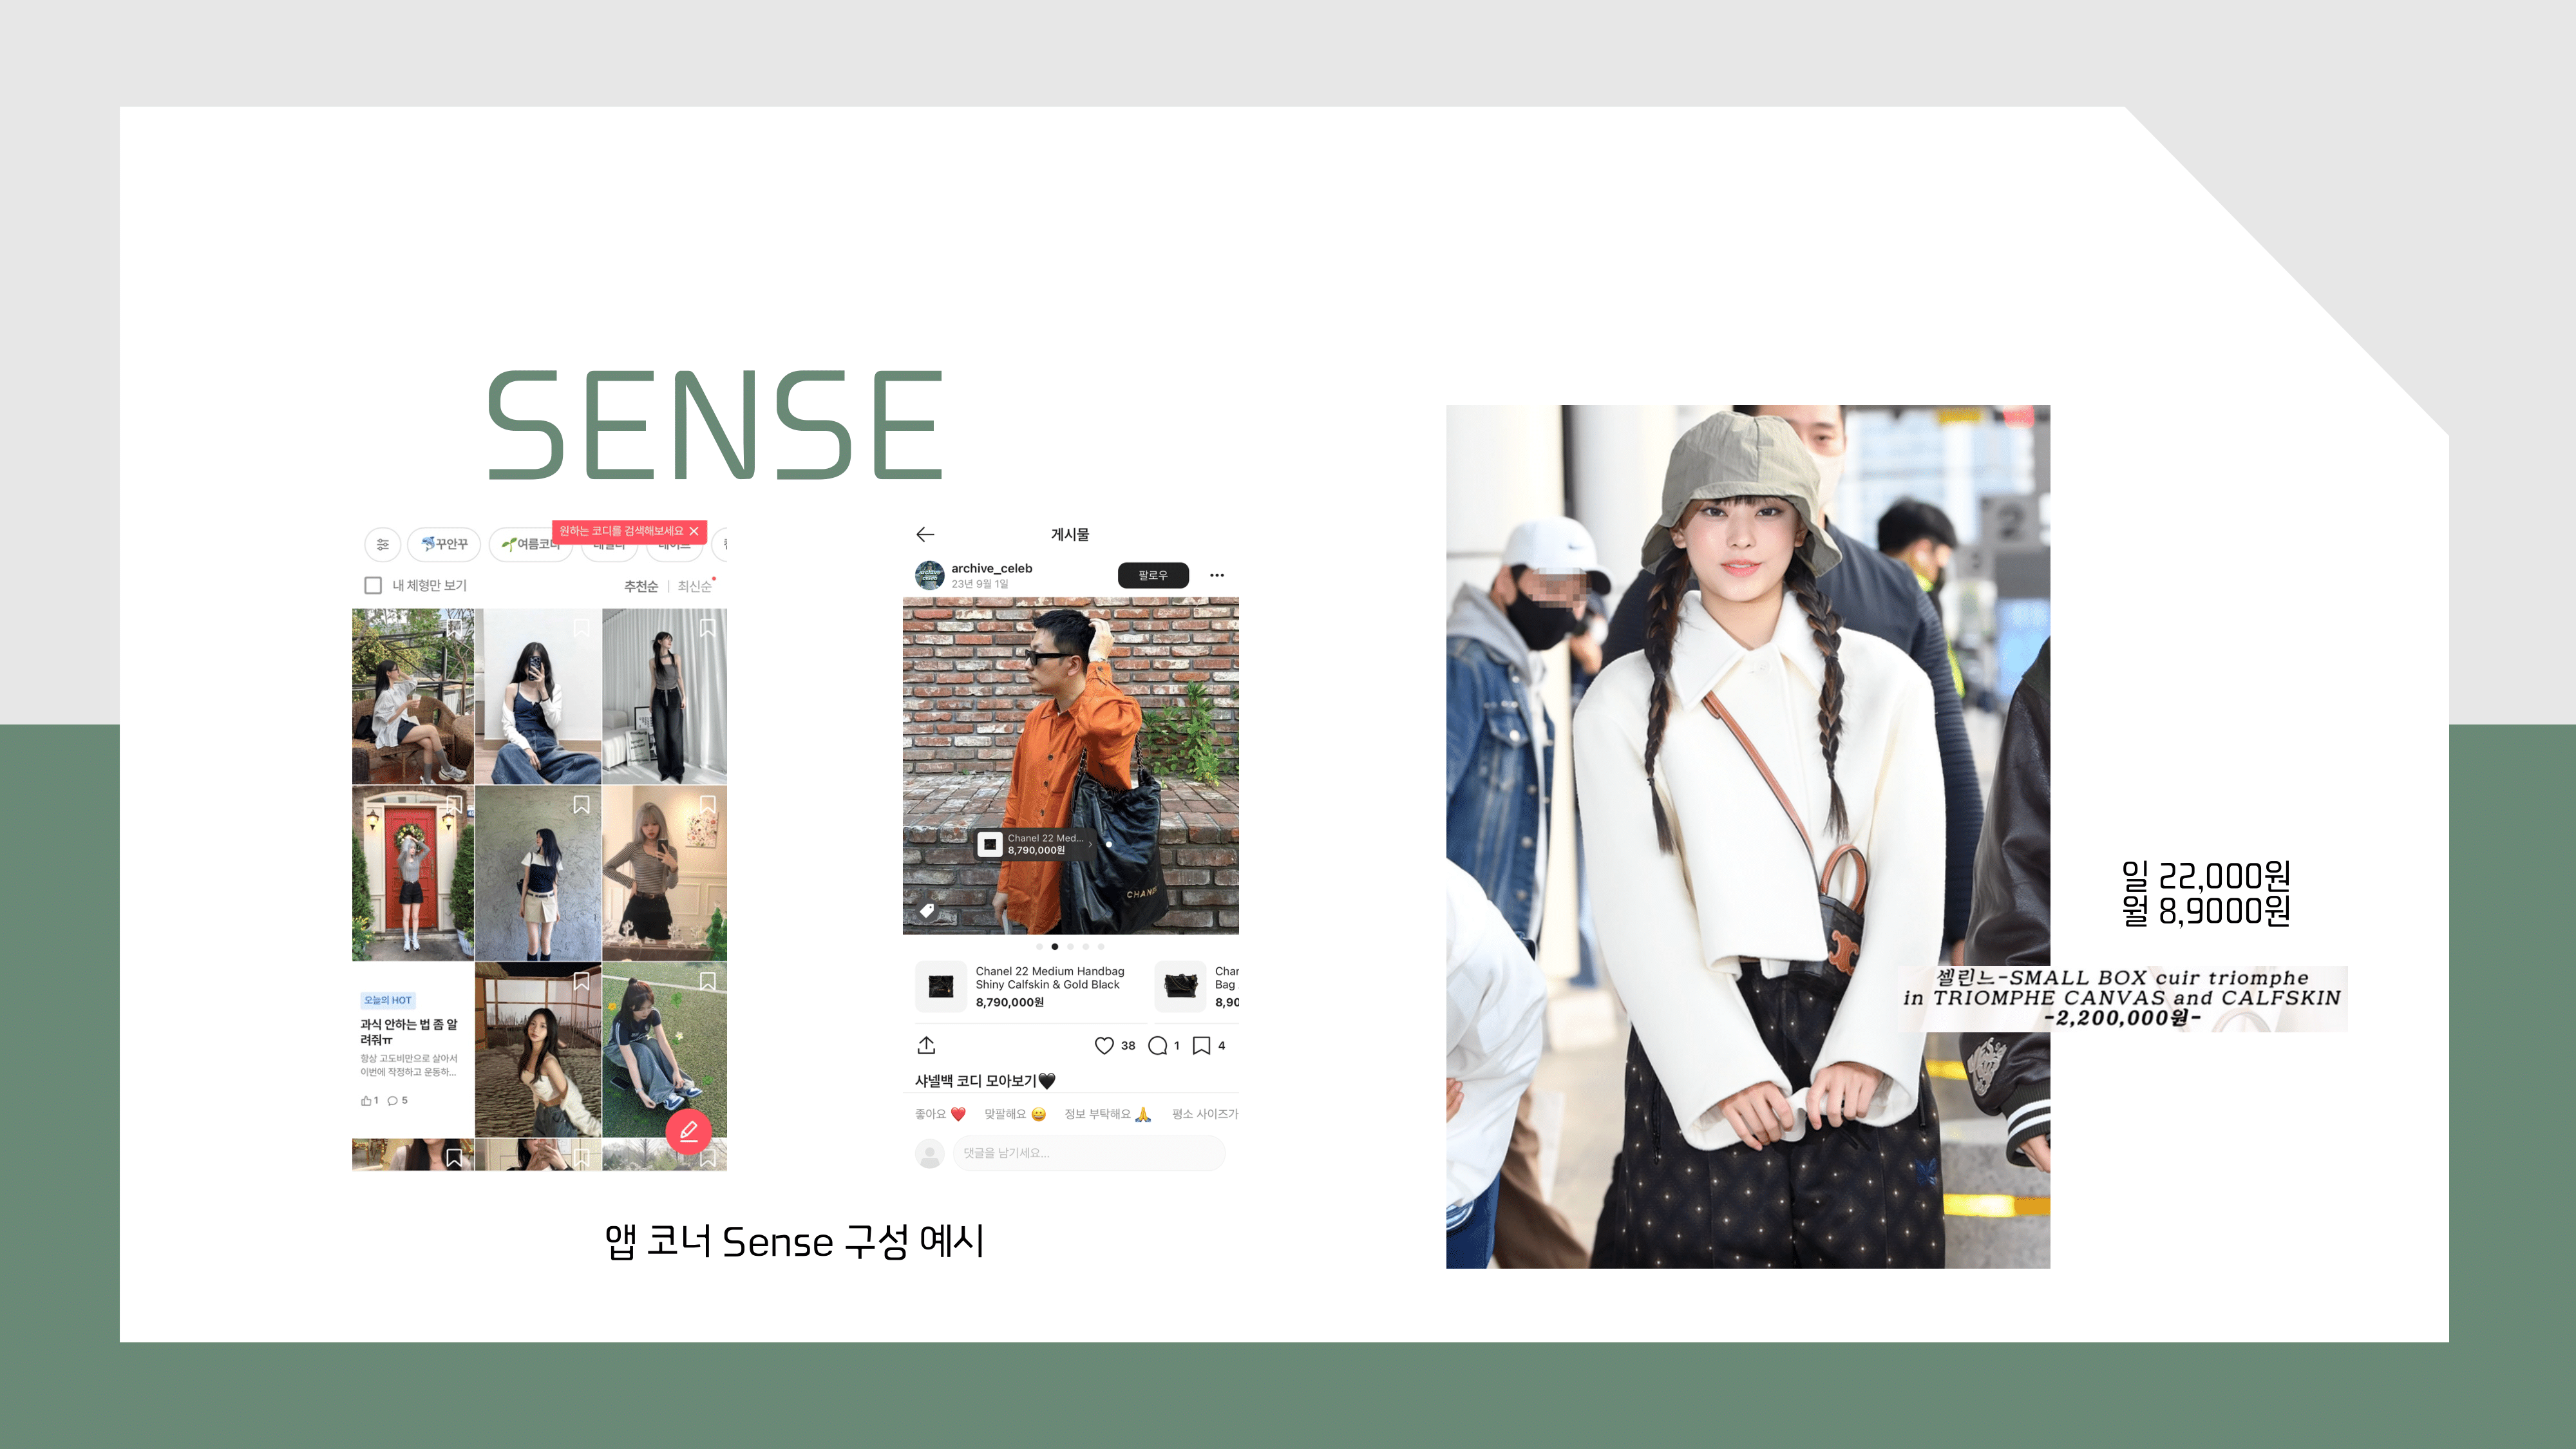 SENSE
원하는 코디를 검색해보세요 ×
꾸안꾸
여름코디
내 체형만 보기
추천순 | 최신순
오늘의 HOT
과식 안하는 법 좀 알
려줘ㅠ
항상 고도비만으로 살아서
이번에 작정하고 운동하...
1 5
게시물
archive_celeb
23년 9월 1일
팔로우
Chanel 22 Med...
8,790,000원
CHANEL
Chanel 22 Medium Handbag
Shiny Calfskin & Gold Black
8,790,000원
Char
Bag
8,90
38 1 4
샤넬백 코디 모아보기🖤
좋아요 ❤️ 맞팔해요 😀 정보 부탁해요 🙏 평소 사이즈가
댓글을 남기세요...
앱 코너 Sense 구성 예시
일 22,000원
월 8,9000원
셀린느-SMALL BOX cuir triomphe
in TRIOMPHE CANVAS and CALFSKIN
-2,200,000원-